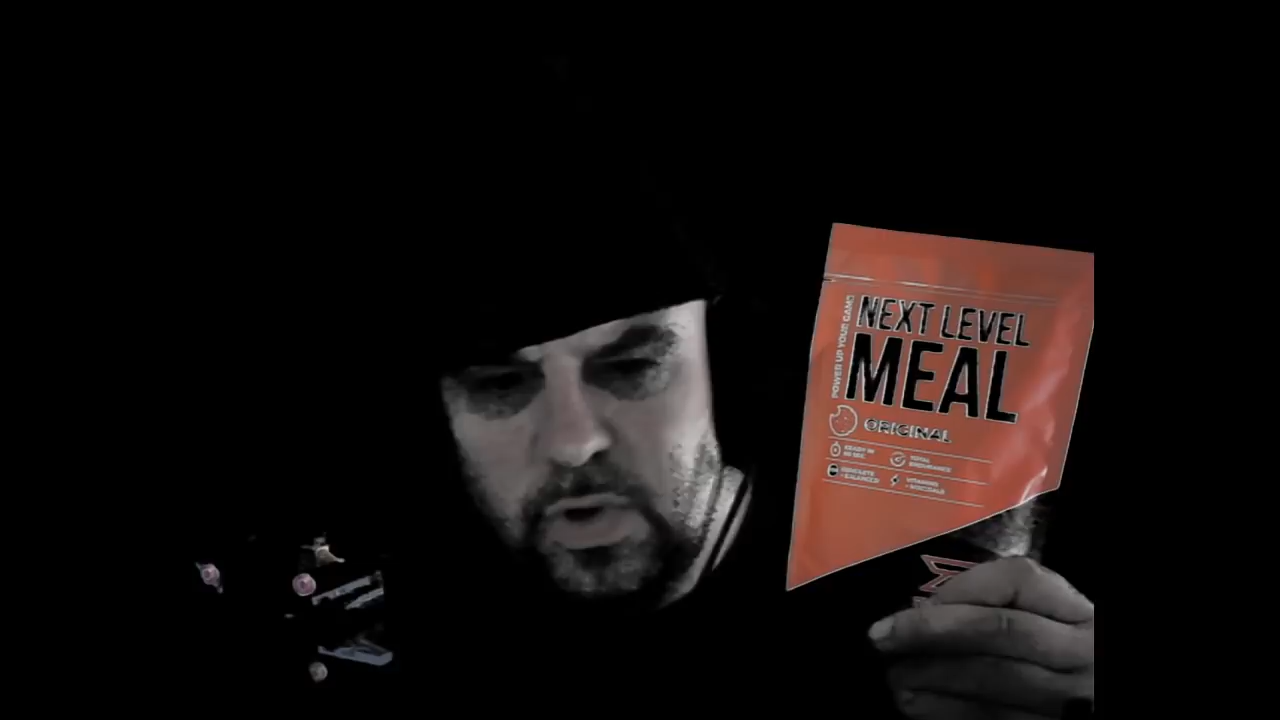 POWER UP YOUR GAME
NEXT LEVEL
MEAL
ORIGINAL
READY IN
TOTAL
ENDURANCE
VITAMINS